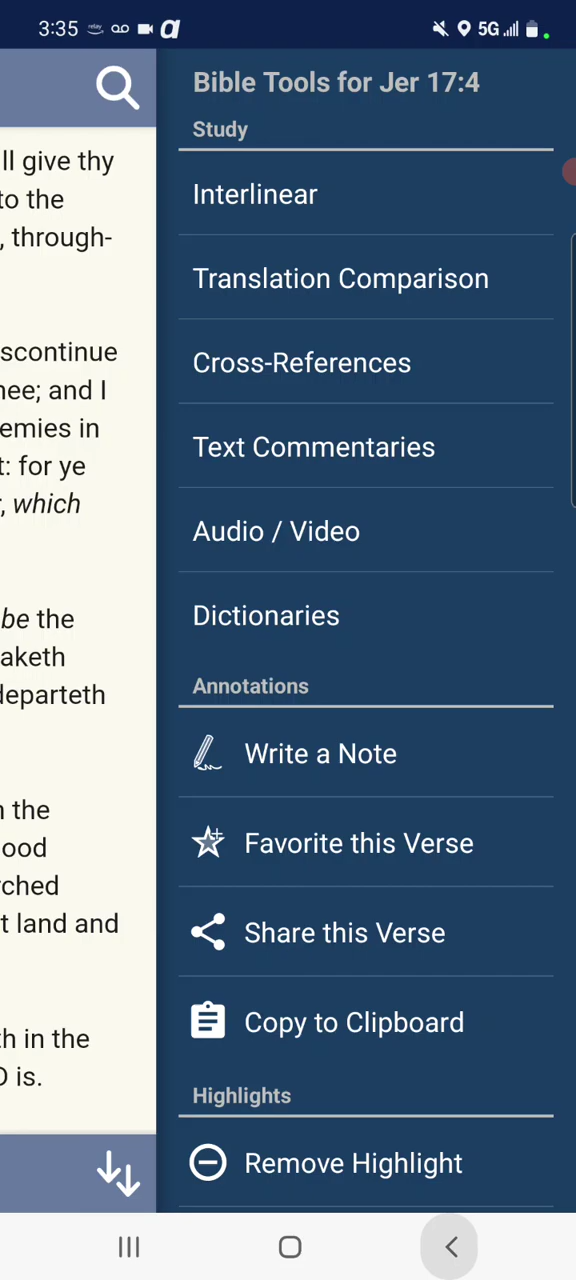 3:35 relay a 5G
Bible Tools for Jer 17:4
Study
Interlinear
Translation Comparison
Cross-References
Text Commentaries
Audio / Video
Dictionaries
Annotations
Write a Note
Favorite this Verse
Share this Verse
Copy to Clipboard
Highlights
Remove Highlight
ll give thy
to the
, through-
scontinue
nee; and I
emies in
t: for ye
, which
be the
aketh
departeth
n the
ood
rched
t land and
th in the
D is.